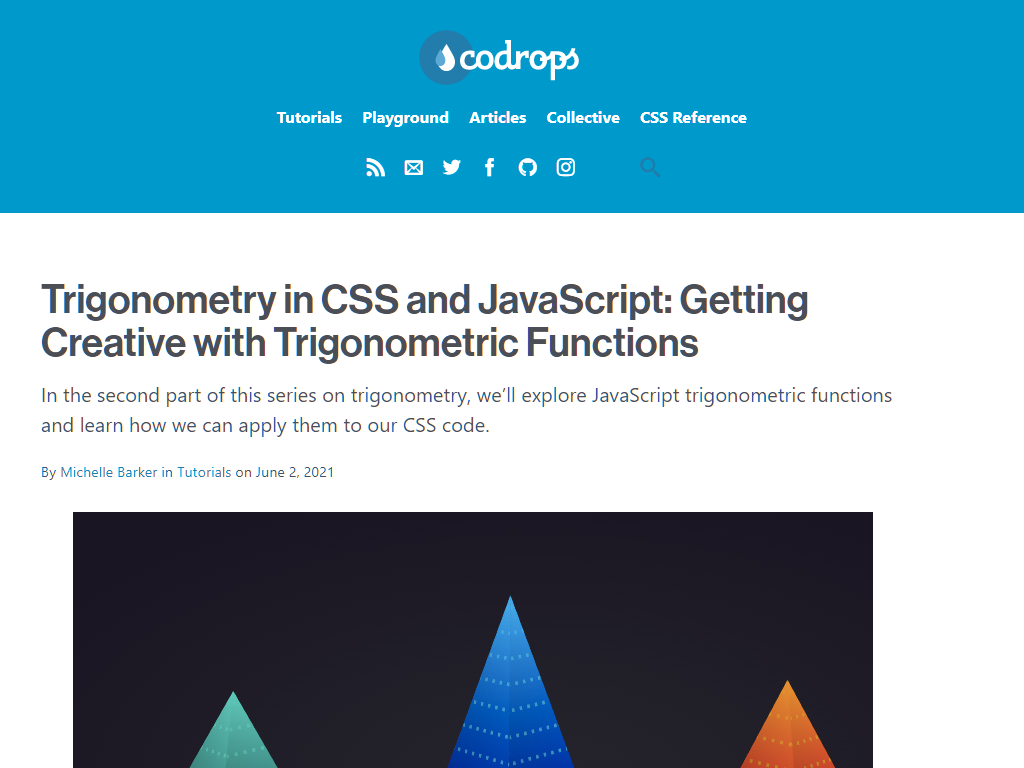 codrops
Tutorials Playground Articles Collective CSS Reference
Trigonometry in CSS and JavaScript: Getting
Creative with Trigonometric Functions
In the second part of this series on trigonometry, we’ll explore JavaScript trigonometric functions
and learn how we can apply them to our CSS code.
By Michelle Barker in Tutorials on June 2, 2021